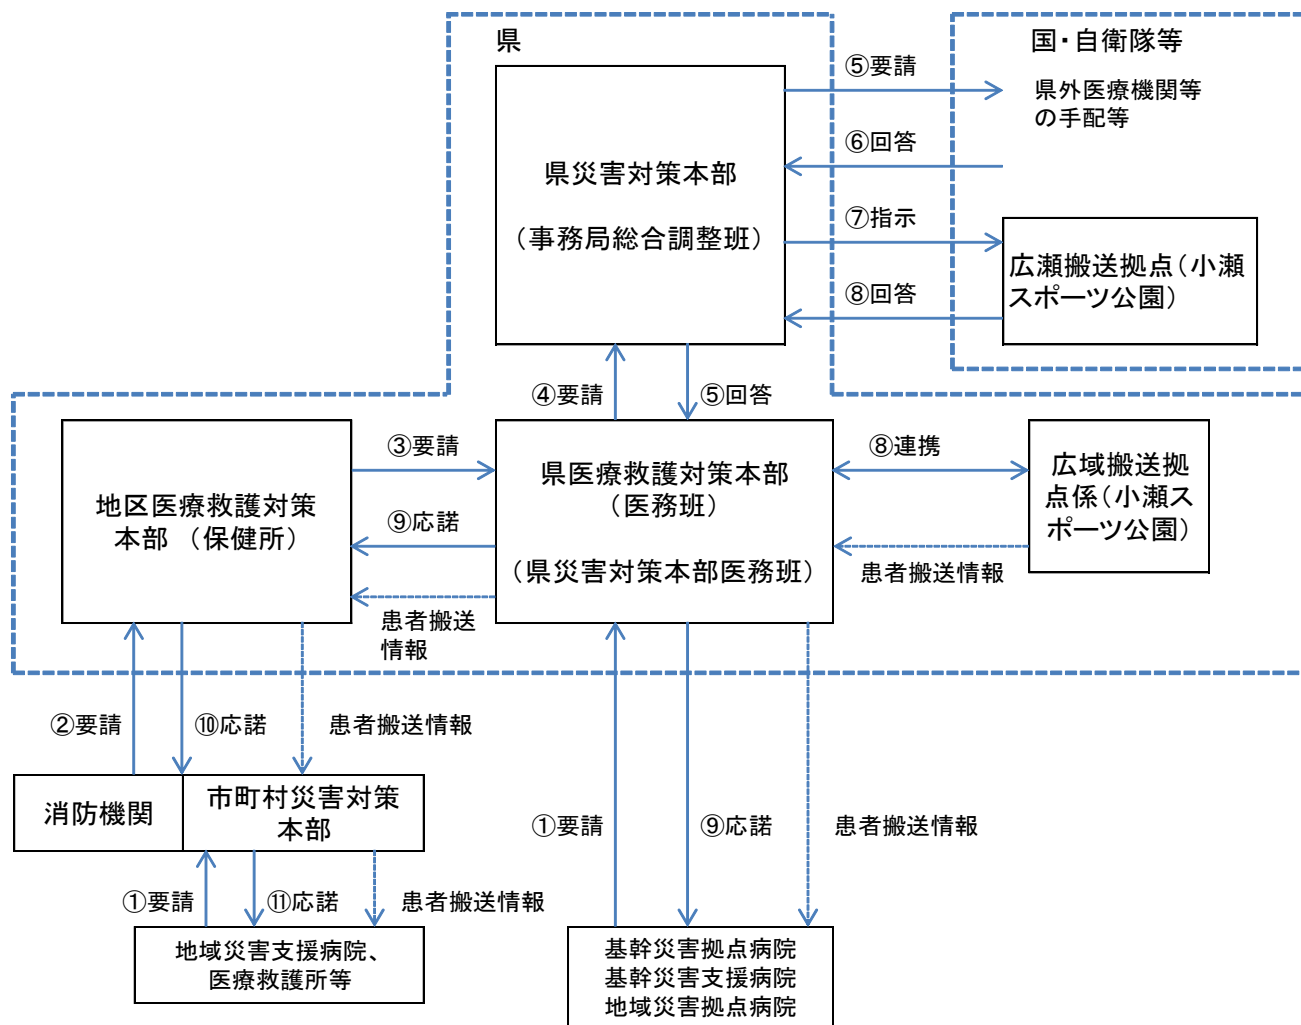 県
国・自衛隊等
⑤要請
県外医療機関等
の手配等
⑥回答
県災害対策本部
（事務局総合調整班）
⑦指示
広瀬搬送拠点（小瀬
スポーツ公園）
⑧回答
④要請
⑤回答
③要請
⑧連携
地区医療救護対策
本部 （保健所）
県医療救護対策本部
（医務班）
（県災害対策本部医務班）
広域搬送拠
点係（小瀬ス
ポーツ公園）
⑨応諾
患者搬送情報
患者搬送
情報
②要請
⑩応諾
患者搬送情報
消防機関
市町村災害対策
本部
①要請
⑨応諾
患者搬送情報
①要請
⑪応諾
患者搬送情報
地域災害支援病院、
医療救護所等
基幹災害拠点病院
基幹災害支援病院
地域災害拠点病院